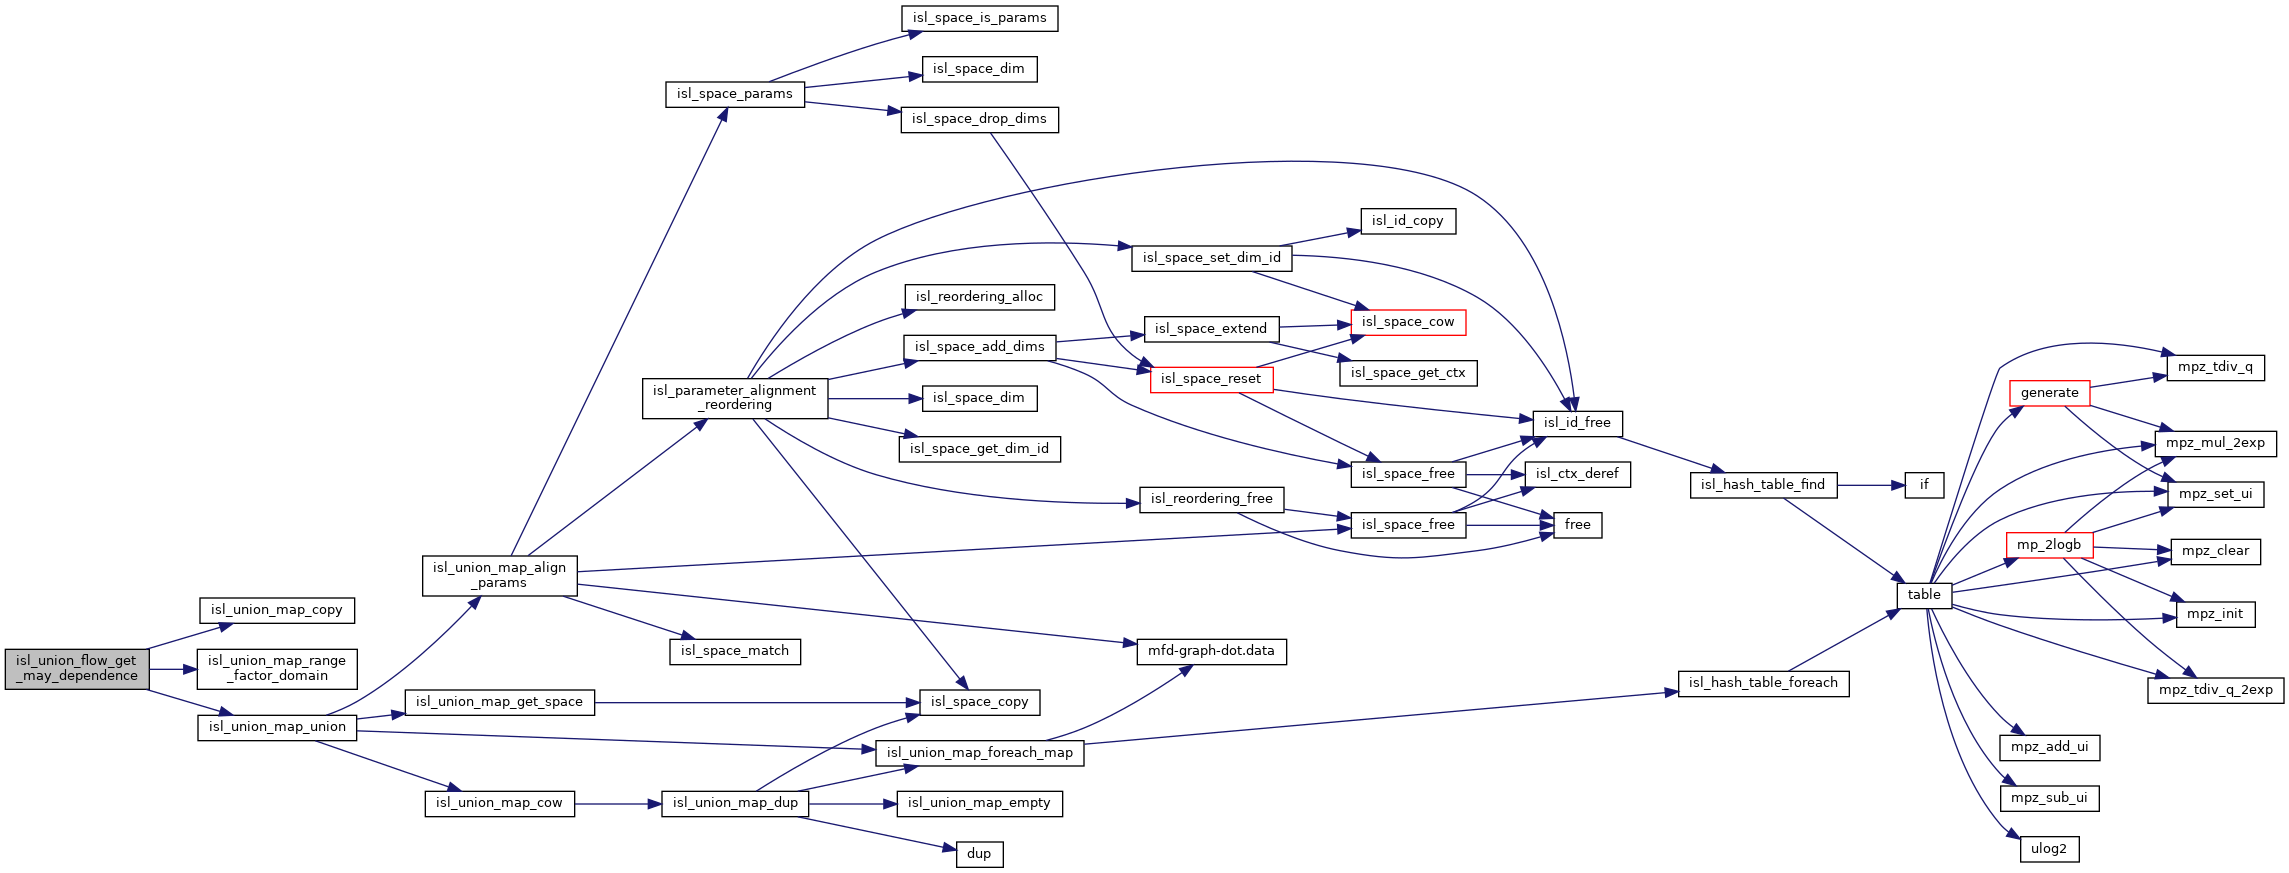 isl_space_is_params
isl_space_dim
isl_space_params
isl_space_drop_dims
isl_id_copy
isl_space_set_dim_id
isl_reordering_alloc
isl_space_cow
isl_space_extend
isl_space_add_dims
mpz_tdiv_q
isl_space_get_ctx
isl_space_reset
isl_parameter_alignment
_reordering
isl_space_dim
generate
isl_id_free
isl_space_get_dim_id
mpz_mul_2exp
isl_space_free
isl_ctx_deref
isl_hash_table_find
if
isl_reordering_free
mpz_set_ui
isl_space_free
free
mp_2logb
mpz_clear
isl_union_map_align
_params
table
isl_union_map_copy
mpz_init
isl_union_flow_get
_may_dependence
isl_union_map_range
_factor_domain
isl_space_match
mfd-graph-dot.data
isl_hash_table_foreach
mpz_tdiv_q_2exp
isl_union_map_get_space
isl_space_copy
isl_union_map_union
isl_union_map_foreach_map
mpz_add_ui
isl_union_map_cow
isl_union_map_dup
isl_union_map_empty
mpz_sub_ui
dup
ulog2